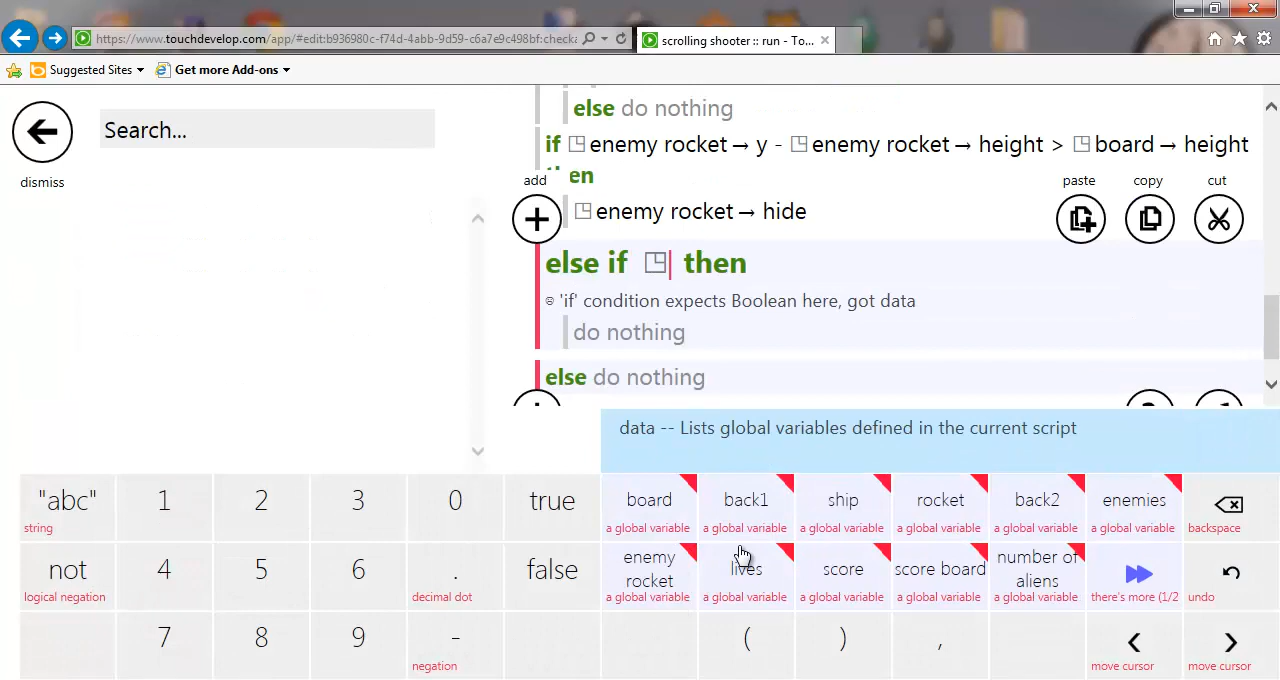 https://www.touchdevelop.com/app/#edit:b936980c-f74d-4abb-9d59-c6a7e9c498bf:checka
scrolling shooter :: run - To...
Suggested Sites
Get more Add-ons
Search...
dismiss
else do nothing
if enemy rocket → y - enemy rocket → height > board → height
then
add
paste
copy
cut
enemy rocket → hide
else if then
'if' condition expects Boolean here, got data
do nothing
else do nothing
data -- Lists global variables defined in the current script
"abc" 1 2 3 0 true board back1 ship rocket back2 enemies
string a global variable a global variable a global variable a global variable a global variable a global variable backspace
not 4 5 6 . false enemy rocket lives score score board number of aliens
logical negation decimal dot a global variable a global variable a global variable a global variable a global variable there's more (1/2 undo
7 8 9 - ( ) ,
negation move cursor move cursor